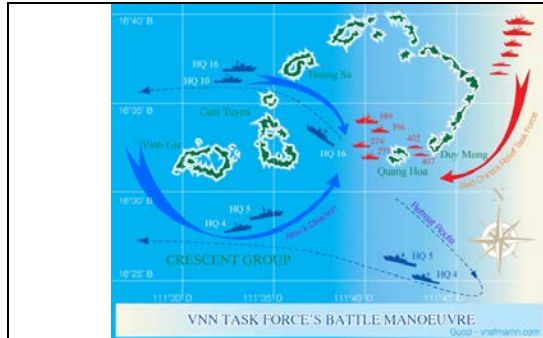 16°40' B
HQ 16
HQ 10
Hoang Sa
16°35' B
Cam Tuyen
389
396
HQ 16
274
271
402
407
Vinh Lac
Duy Mong
Quang Hoa
Red China's Relief Task Force
16°30' B
HQ 5
HQ 4
Attack Direction
Retreat Route
N
HQ 5
HQ 4
CRESCENT GROUP
16°25' B
111°30' D
111°35' D
111°40' D
111°45' D
VNN TASK FORCE'S BATTLE MANOEUVRE
Gucci - vnafmamn.com